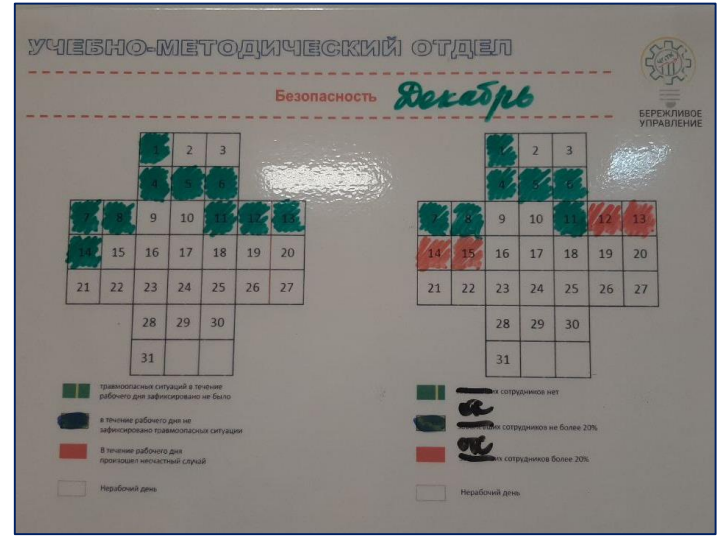 УЧЕБНО-МЕТОДИЧЕСКИЙ ОТДЕЛ
Безопасность Декабрь
БЕРЕЖЛИВОЕ
УПРАВЛЕНИЕ
1 2 3
4 5 6
7 8 9 10 11 12 13
14 15 16 17 18 19 20
21 22 23 24 25 26 27
28 29 30
31
травмоопасных ситуаций в течение
рабочего дня зафиксировано не было
в течение рабочего дня не
зафиксировано травмоопасных ситуации
В течение рабочего дня
произошел несчастный случай
Нерабочий день
1 2 3
4 5 6
7 8 9 10 11 12 13
14 15 16 17 18 19 20
21 22 23 24 25 26 27
28 29 30
31
сотрудников нет
сотрудников не более 20%
сотрудников более 20%
Нерабочий день